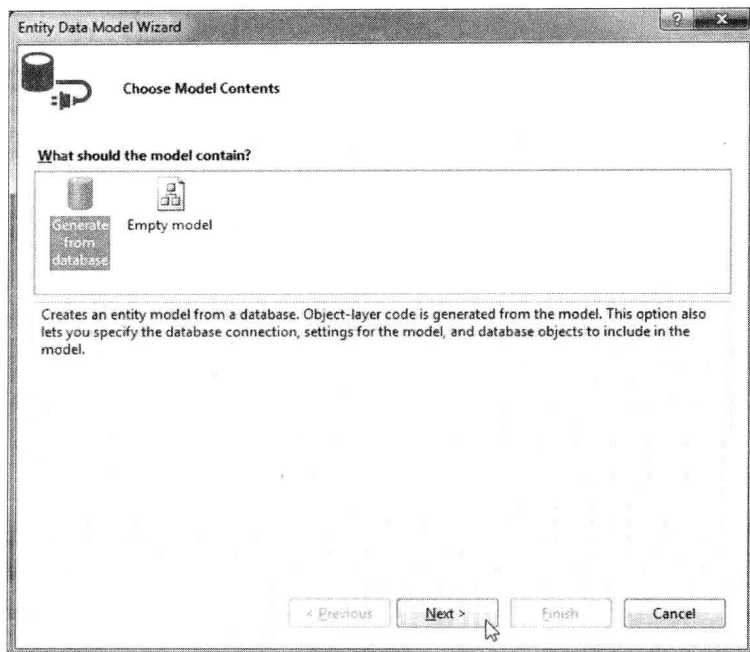 Entity Data Model Wizard
Choose Model Contents
What should the model contain?
Generate
from
database
Empty model
Creates an entity model from a database. Object-layer code is generated from the model. This option also
lets you specify the database connection, settings for the model, and database objects to include in the
model.
< Previous
Next >
Finish
Cancel